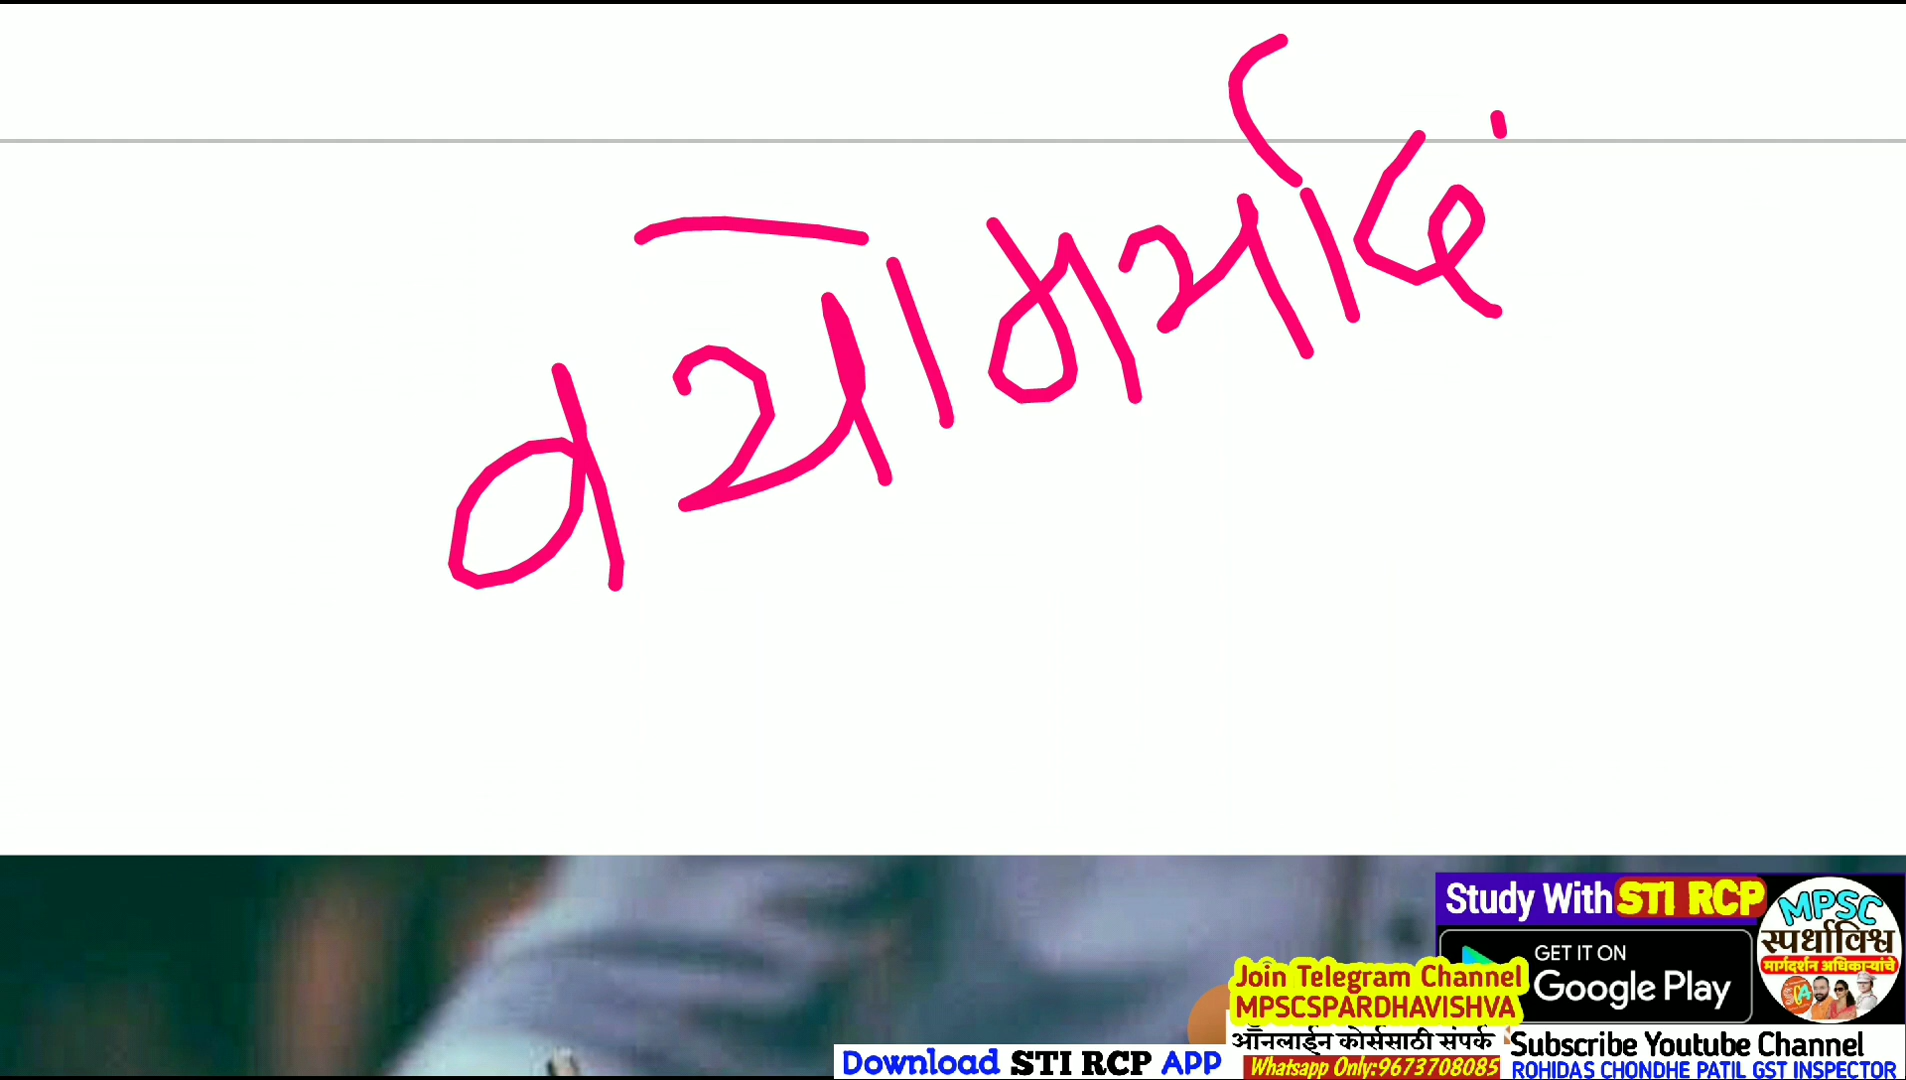 वयोमर्यादा
Study With STI RCP
MPSC
स्पर्धाविश्व
मार्गदर्शन अधिकाऱ्यांचे
GET IT ON
Google Play
Join Telegram Channel
MPSCSPARDHAVISHVA
ऑनलाईन कोर्ससाठी संपर्क
Whatsapp Only:9673708085
Download STI RCP APP
Subscribe Youtube Channel
ROHIDAS CHONDHE PATIL GST INSPECTOR